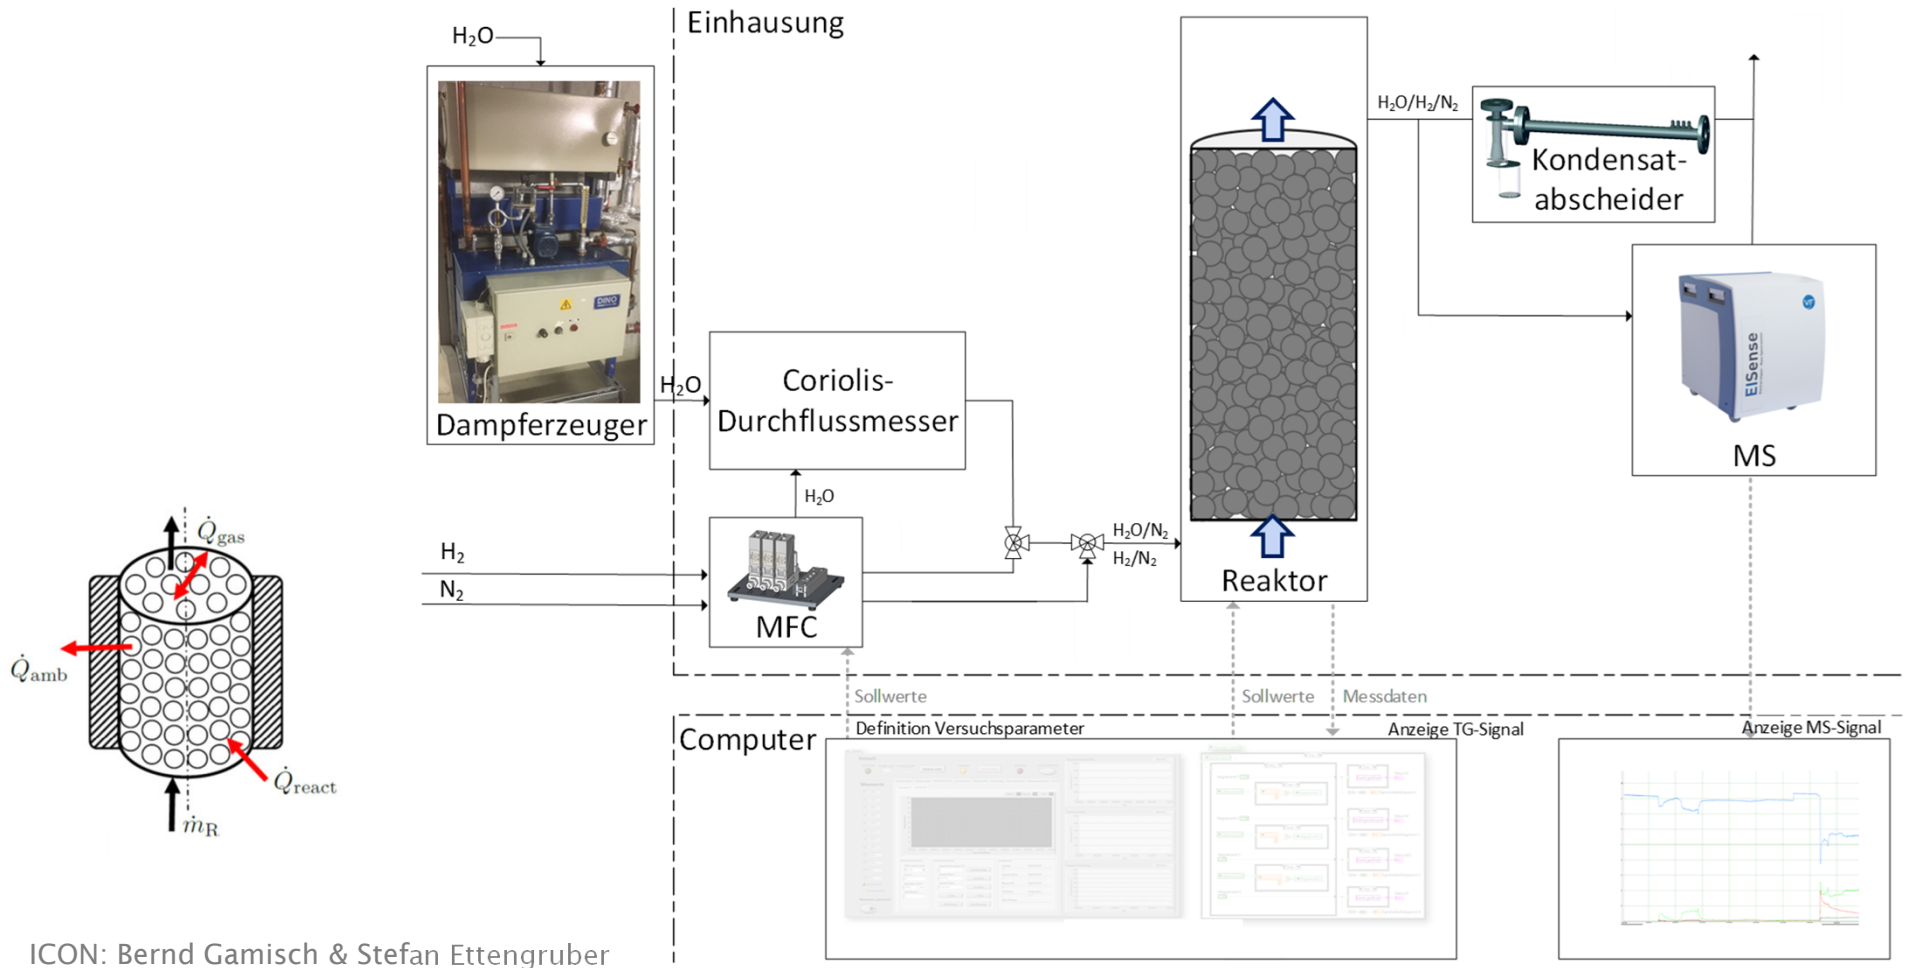 Einhausung
H₂O
DINO
Dampferzeuger
H₂O
Coriolis-
Durchflussmesser
H₂O
H₂
N₂
MFC
H₂O/N₂
H₂/N₂
Reaktor
H₂O/H₂/N₂
Kondensat-
abscheider
EISense
MS
Q̇gas
Q̇amb
Q̇react
ṁR
Sollwerte
Sollwerte
Messdaten
Computer
Definition Versuchsparameter
Anzeige TG-Signal
Anzeige MS-Signal
ICON: Bernd Gamisch & Stefan Ettengruber